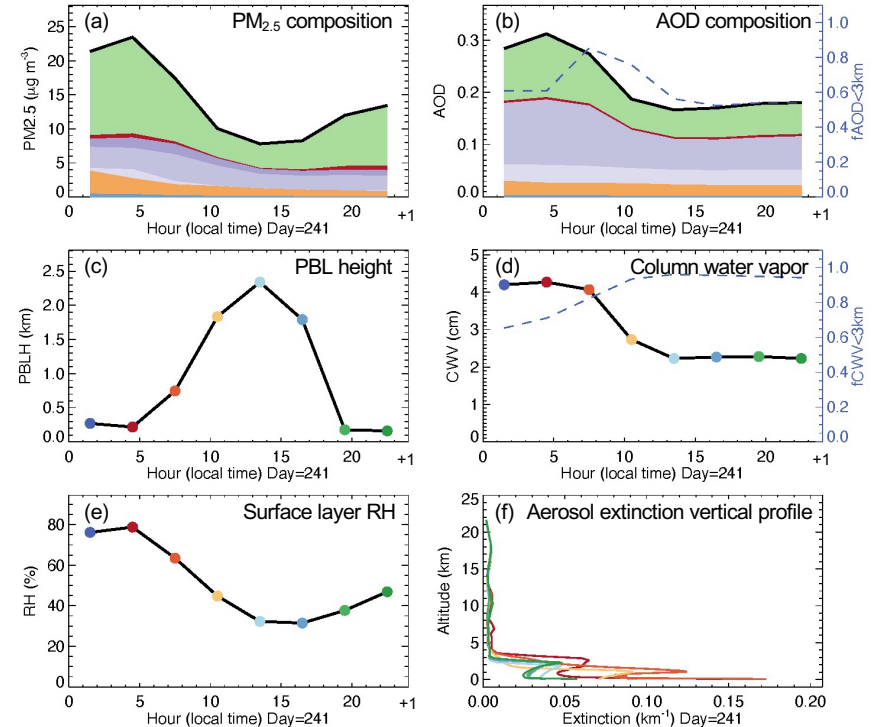 (a) PM2.5 composition
PM2.5 (μg m-3)
25
20
15
10
5
0
0 5 10 15 20 +1
Hour (local time) Day=241
(b) AOD composition
AOD
0.3
0.2
0.1
0.0
0 5 10 15 20 +1
Hour (local time) Day=241
1.0
0.8
0.6
0.4
0.2
0.0
fAOD<3km
(c) PBL height
PBLH (km)
2.5
2.0
1.5
1.0
0.5
0.0
0 5 10 15 20 +1
Hour (local time) Day=241
(d) Column water vapor
CWV (cm)
5
4
3
2
1
0
0 5 10 15 20 +1
Hour (local time) Day=241
1.0
0.8
0.6
0.4
0.2
0.0
fCWV<3km
(e) Surface layer RH
RH (%)
80
60
40
20
0
0 5 10 15 20 +1
Hour (local time) Day=241
(f) Aerosol extinction vertical profile
Altitude (km)
25
20
15
10
5
0
0.00 0.05 0.10 0.15 0.20
Extinction (km-1) Day=241